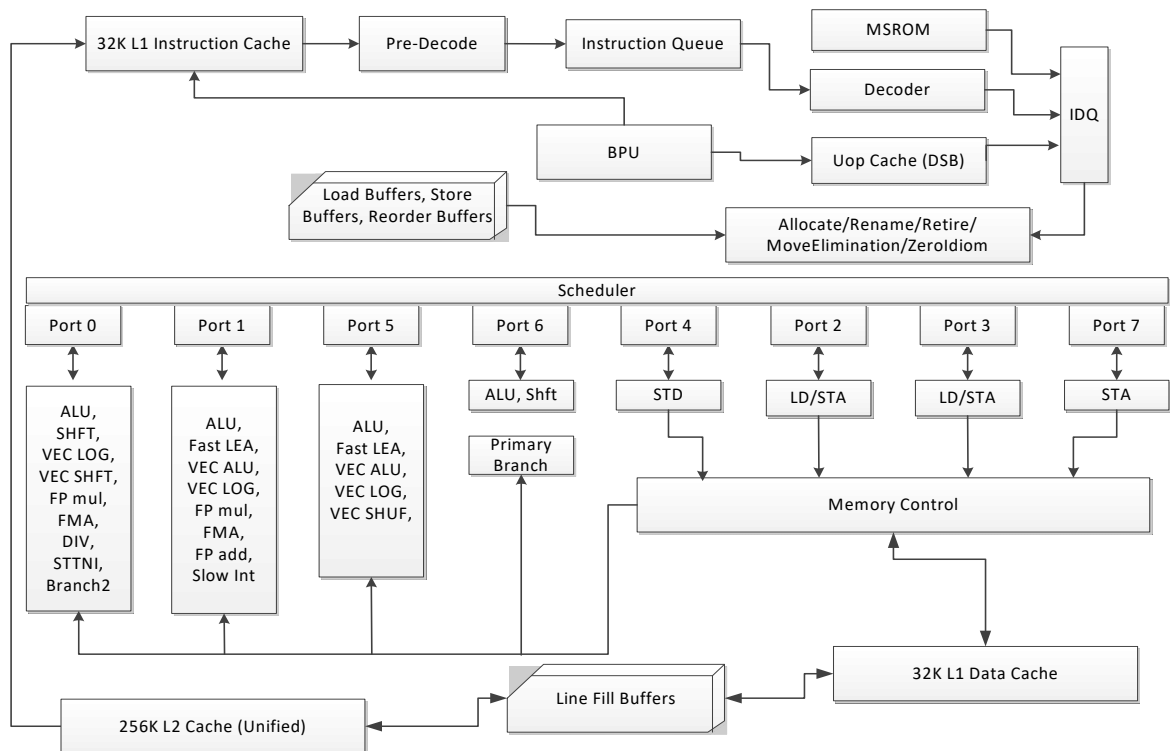 32K L1 Instruction Cache
Pre-Decode
Instruction Queue
MSROM
Decoder
IDQ
BPU
Uop Cache (DSB)
Load Buffers, Store
Buffers, Reorder Buffers
Allocate/Rename/Retire/
MoveElimination/ZeroIdiom
Scheduler
Port 0
Port 1
Port 5
Port 6
Port 4
Port 2
Port 3
Port 7
ALU,
SHFT,
VEC LOG,
VEC SHFT,
FP mul,
FMA,
DIV,
STTNI,
Branch2
ALU,
Fast LEA,
VEC ALU,
VEC LOG,
FP mul,
FMA,
FP add,
Slow Int
ALU,
Fast LEA,
VEC ALU,
VEC LOG,
VEC SHUF,
ALU, Shft
Primary
Branch
STD
LD/STA
LD/STA
STA
Memory Control
32K L1 Data Cache
Line Fill Buffers
256K L2 Cache (Unified)